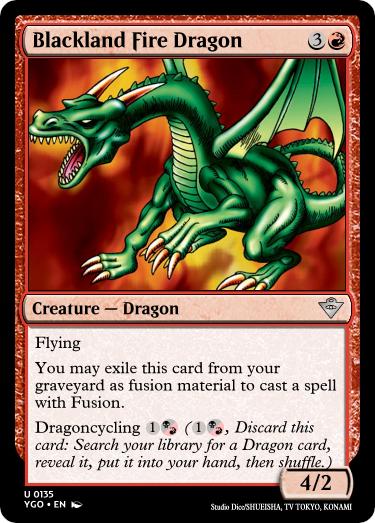 Blackland Fire Dragon 3
Creature — Dragon
Flying
You may exile this card from your
graveyard as fusion material to cast a spell
with Fusion.
Dragoncycling 1 (1, Discard this
card: Search your library for a Dragon card,
reveal it, put it into your hand, then shuffle.)
4/2
U 0135
YGO • EN
Studio Dice/SHUEISHA, TV TOKYO, KONAMI